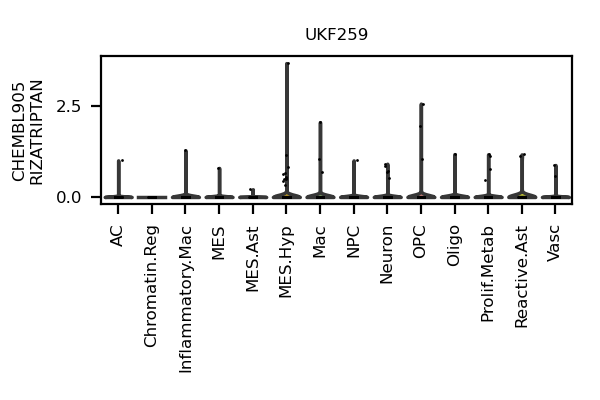 UKF259
CHEMBL905
RIZATRIPTAN
2.5
0.0
AC
Chromatin.Reg
Inflammatory.Mac
MES
MES.Ast
MES.Hyp
Mac
NPC
Neuron
OPC
Oligo
Prolif.Metab
Reactive.Ast
Vasc